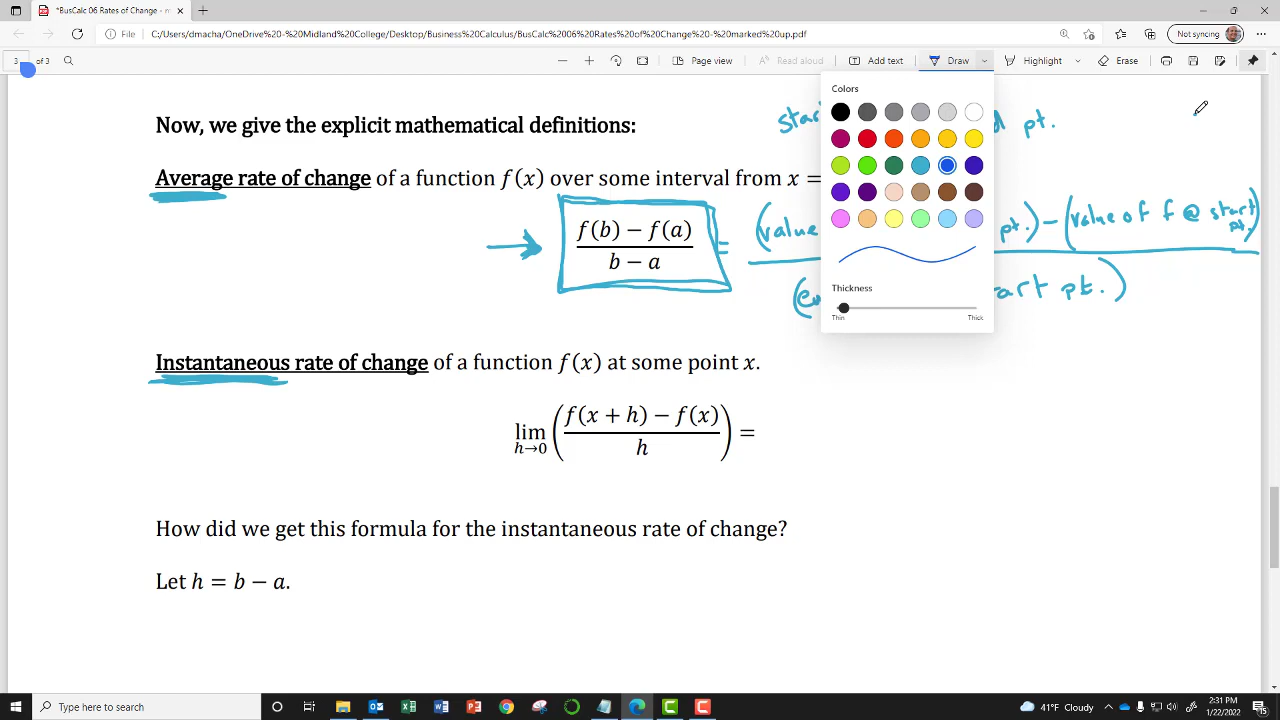 *BusCalc 06 Rates of Change - m
File
C:/Users/dmacha/OneDrive%20-%20Midland%20College/Desktop/Business%20Calculus/BusCalc%2006%20Rates%20of%20Change%20-%20marked%20up.pdf
Not syncing
3 of 3
Page view
Read aloud
Add text
Draw
Highlight
Erase
Colors
Now, we give the explicit mathematical definitions:
pt.
Average rate of change of a function f(x) over some interval from x =
f(b) − f(a)
b − a
= (value pt.) − (value of f @ start pt.)
pt.)
Thickness
Thin Thick
Instantaneous rate of change of a function f(x) at some point x.
lim h→0 ( f(x + h) − f(x) / h ) =
How did we get this formula for the instantaneous rate of change?
Let h = b − a.
Type here to search
41°F Cloudy
2:31 PM
1/22/2022
15